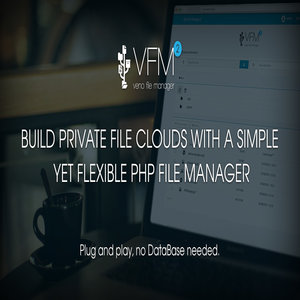 VFM 2
veno file manager
BUILD PRIVATE FILE CLOUDS WITH A SIMPLE
YET FLEXIBLE PHP FILE MANAGER
Plug and play, no DataBase needed.